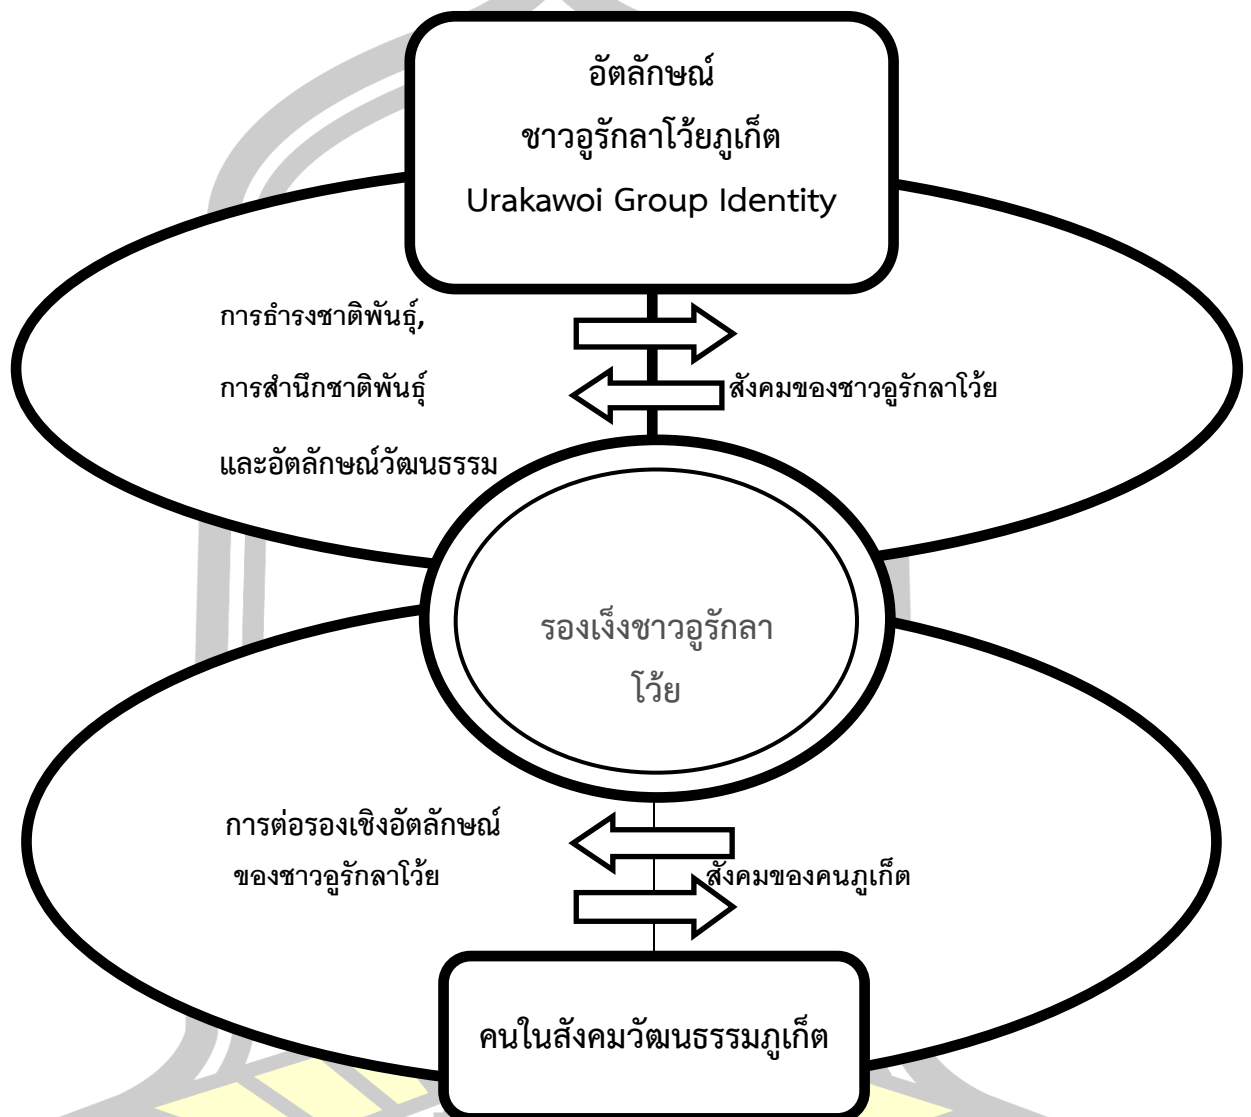 อัตลักษณ์
ชาวอูรักลาโว้ยภูเก็ต
Urakawoi Group Identity
การธำรงชาติพันธุ์,
การสำนึกชาติพันธุ์
สังคมของชาวอูรักลาโว้ย
และอัตลักษณ์วัฒนธรรม
รองเง็งชาวอูรักลา
โว้ย
การต่อรองเชิงอัตลักษณ์
ของชาวอูรักลาโว้ย
สังคมของคนภูเก็ต
คนในสังคมวัฒนธรรมภูเก็ต